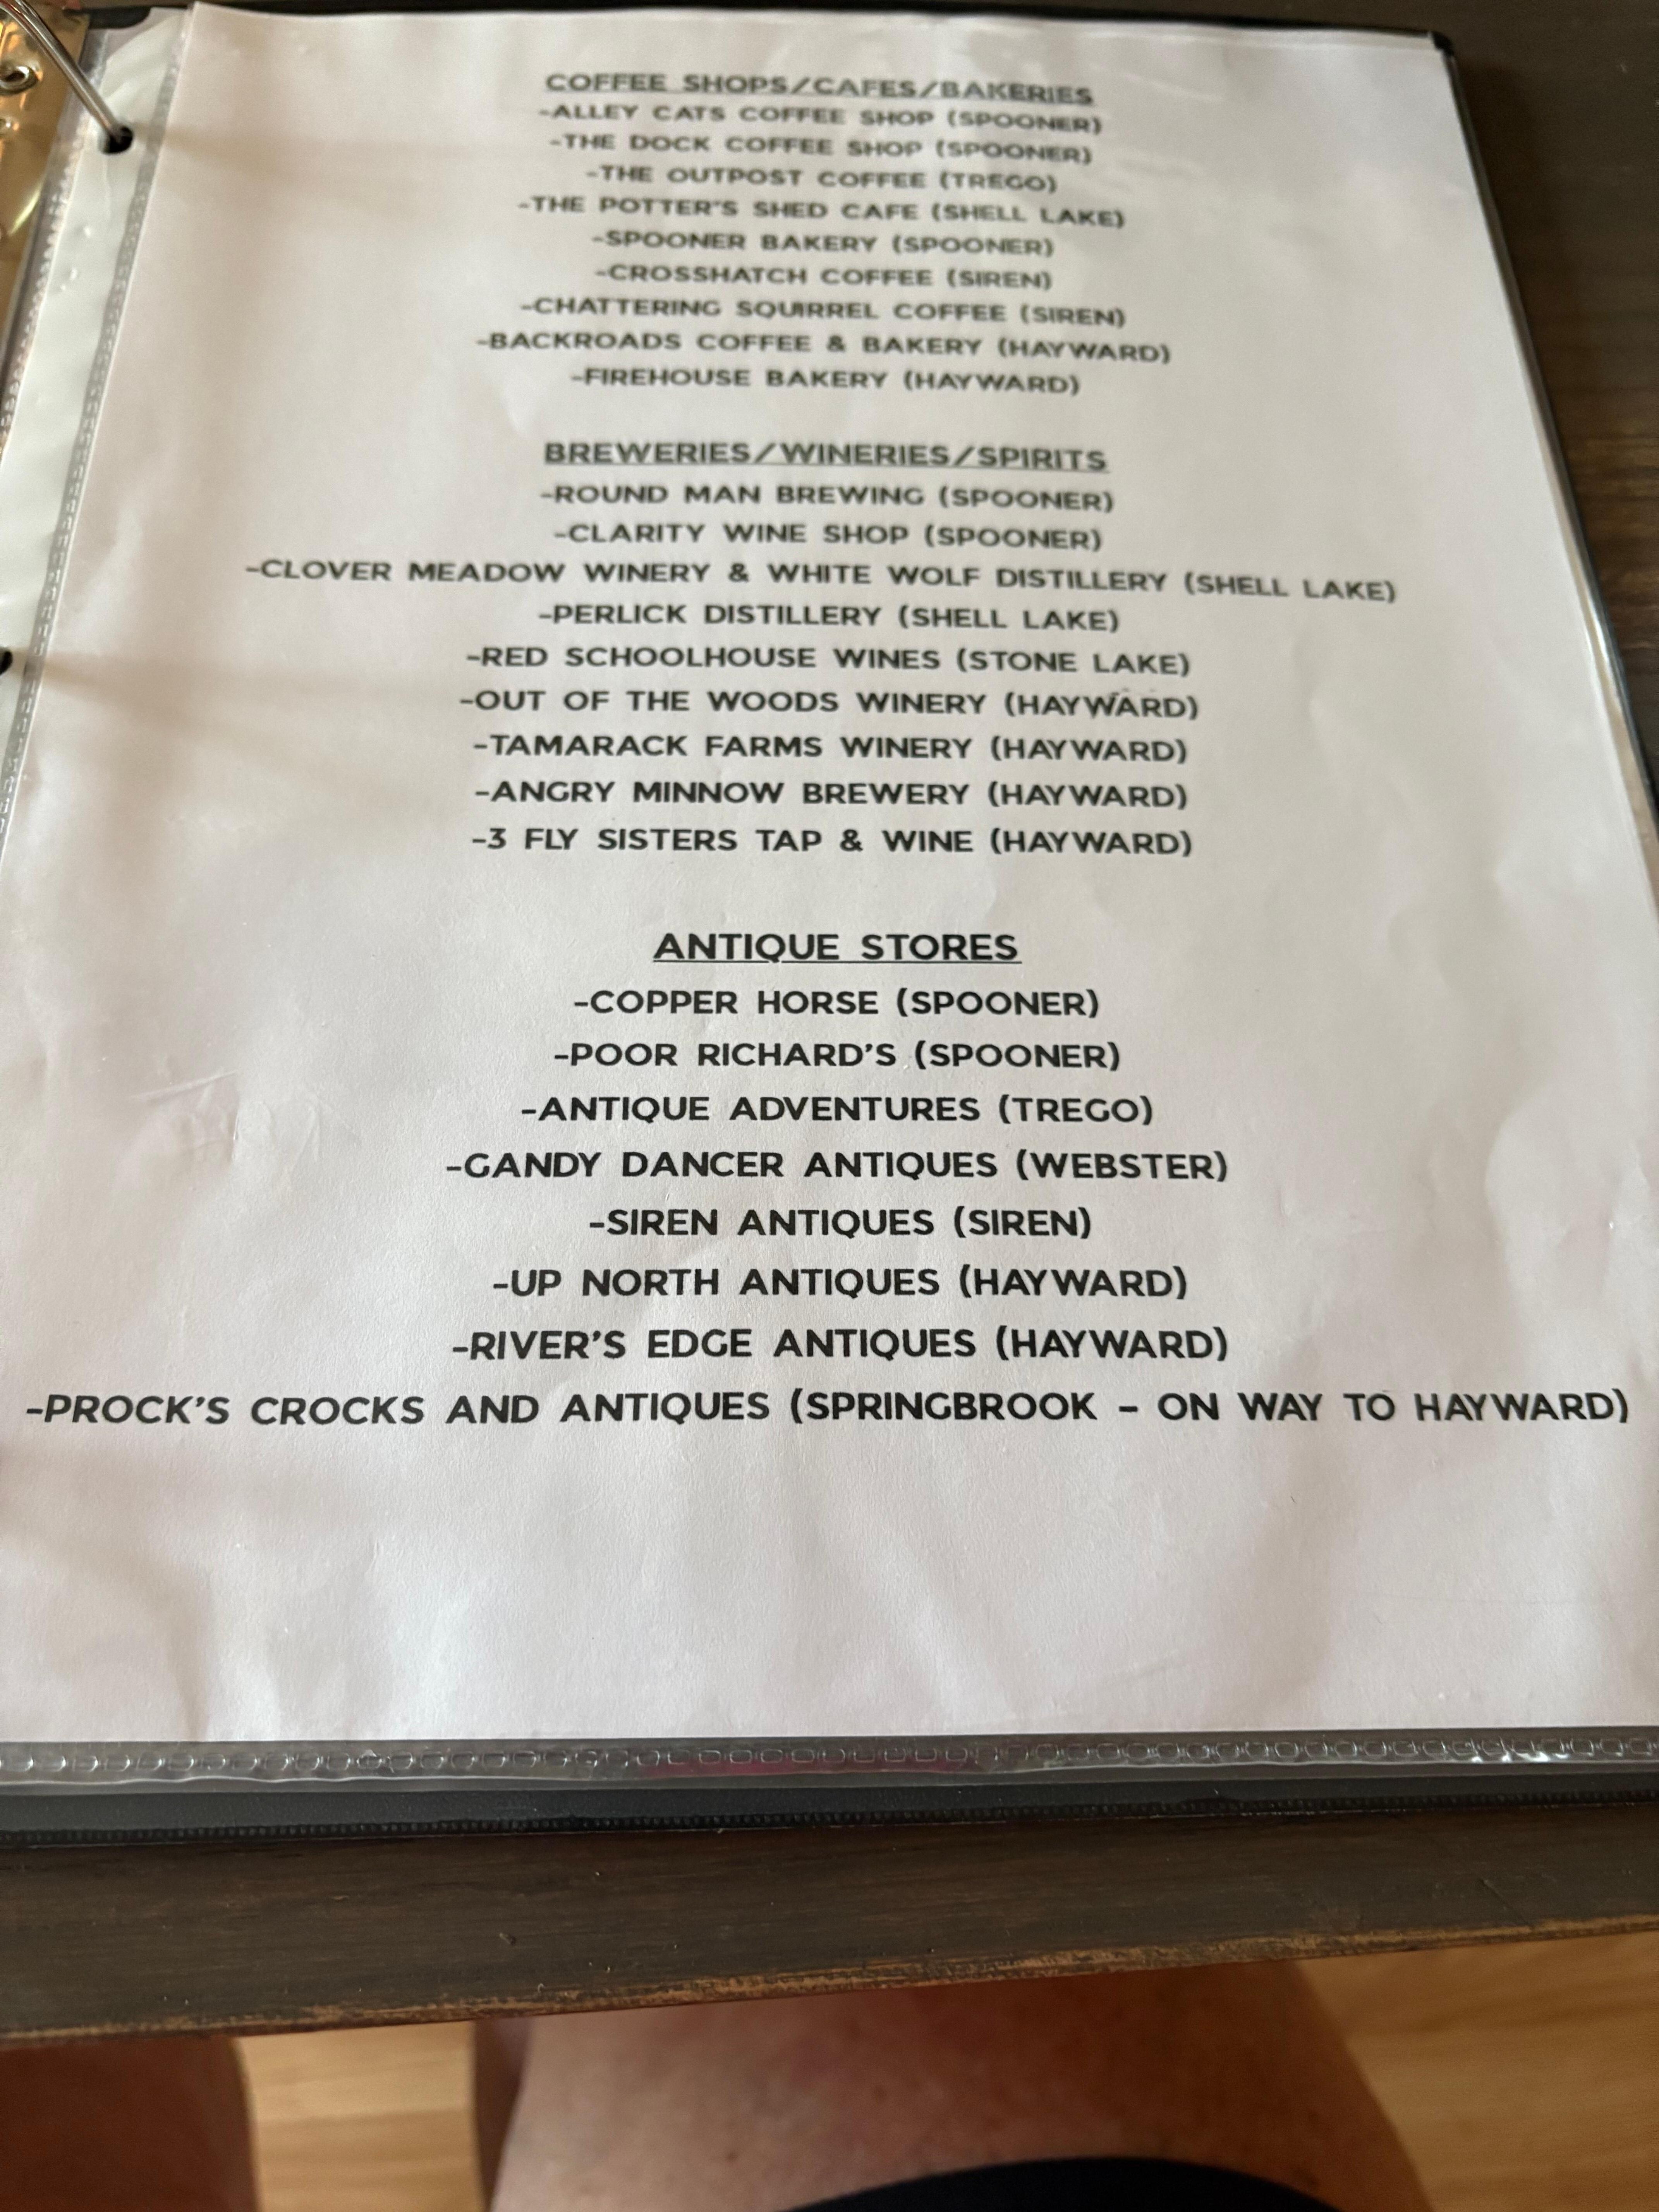 COFFEE SHOPS/CAFES/BAKERIES
-ALLEY CATS COFFEE SHOP (SPOONER)
-THE DOCK COFFEE SHOP (SPOONER)
-THE OUTPOST COFFEE (TREGO)
-THE POTTER'S SHED CAFE (SHELL LAKE)
-SPOONER BAKERY (SPOONER)
-CROSSHATCH COFFEE (SIREN)
-CHATTERING SQUIRREL COFFEE (SIREN)
-BACKROADS COFFEE & BAKERY (HAYWARD)
-FIREHOUSE BAKERY (HAYWARD)
BREWERIES/WINERIES/SPIRITS
-ROUND MAN BREWING (SPOONER)
-CLARITY WINE SHOP (SPOONER)
-CLOVER MEADOW WINERY & WHITE WOLF DISTILLERY (SHELL LAKE)
-PERLICK DISTILLERY (SHELL LAKE)
-RED SCHOOLHOUSE WINES (STONE LAKE)
-OUT OF THE WOODS WINERY (HAYWARD)
-TAMARACK FARMS WINERY (HAYWARD)
-ANGRY MINNOW BREWERY (HAYWARD)
-3 FLY SISTERS TAP & WINE (HAYWARD)
ANTIQUE STORES
-COPPER HORSE (SPOONER)
-POOR RICHARD'S (SPOONER)
-ANTIQUE ADVENTURES (TREGO)
-GANDY DANCER ANTIQUES (WEBSTER)
-SIREN ANTIQUES (SIREN)
-UP NORTH ANTIQUES (HAYWARD)
-RIVER'S EDGE ANTIQUES (HAYWARD)
-PROCK'S CROCKS AND ANTIQUES (SPRINGBROOK - ON WAY TO HAYWARD)